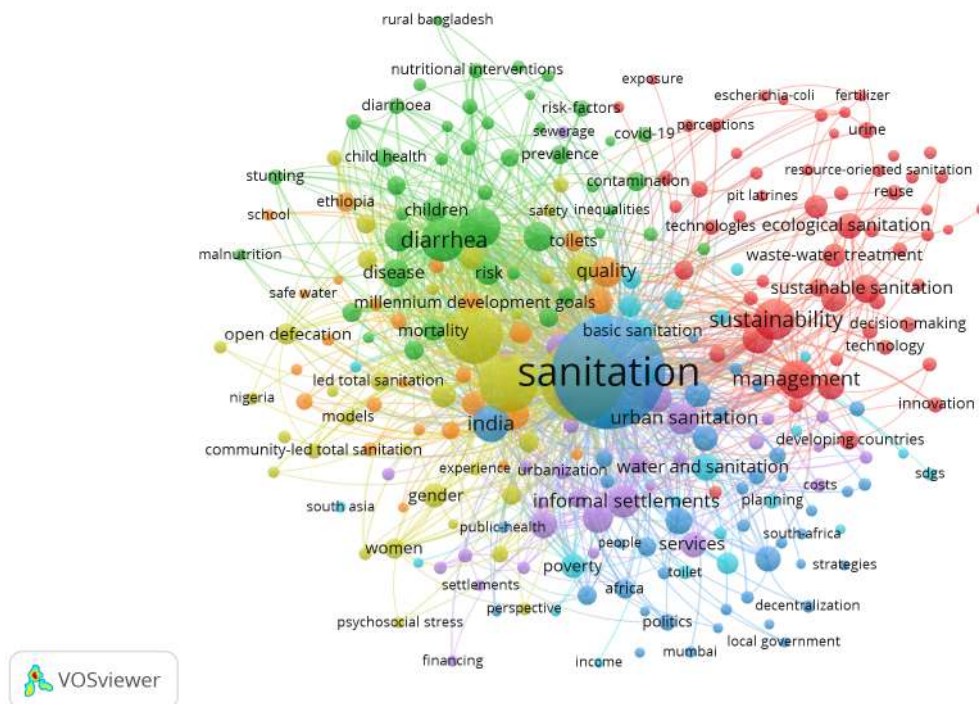 rural bangladesh
nutritional interventions
exposure
escherichia-coli
fertilizer
diarrhoea
risk-factors
sewerage
covid-19
perceptions
urine
child health
prevalence
stunting
contamination
resource-oriented sanitation
ethiopia
pit latrines
reuse
school
children
safety
inequalities
technologies
ecological sanitation
diarrhea
toilets
malnutrition
waste-water treatment
disease
risk
quality
safe water
millennium development goals
sustainable sanitation
open defecation
mortality
basic sanitation
sustainability
decision-making
technology
sanitation
led total sanitation
management
nigeria
innovation
models
india
urban sanitation
developing countries
community-led total sanitation
experience
urbanization
water and sanitation
sdgs
costs
gender
informal settlements
planning
south asia
public-health
south-africa
women
people
services
poverty
toilet
strategies
settlements
africa
perspective
decentralization
psychosocial stress
politics
local government
mumbai
financing
income
VOSviewer